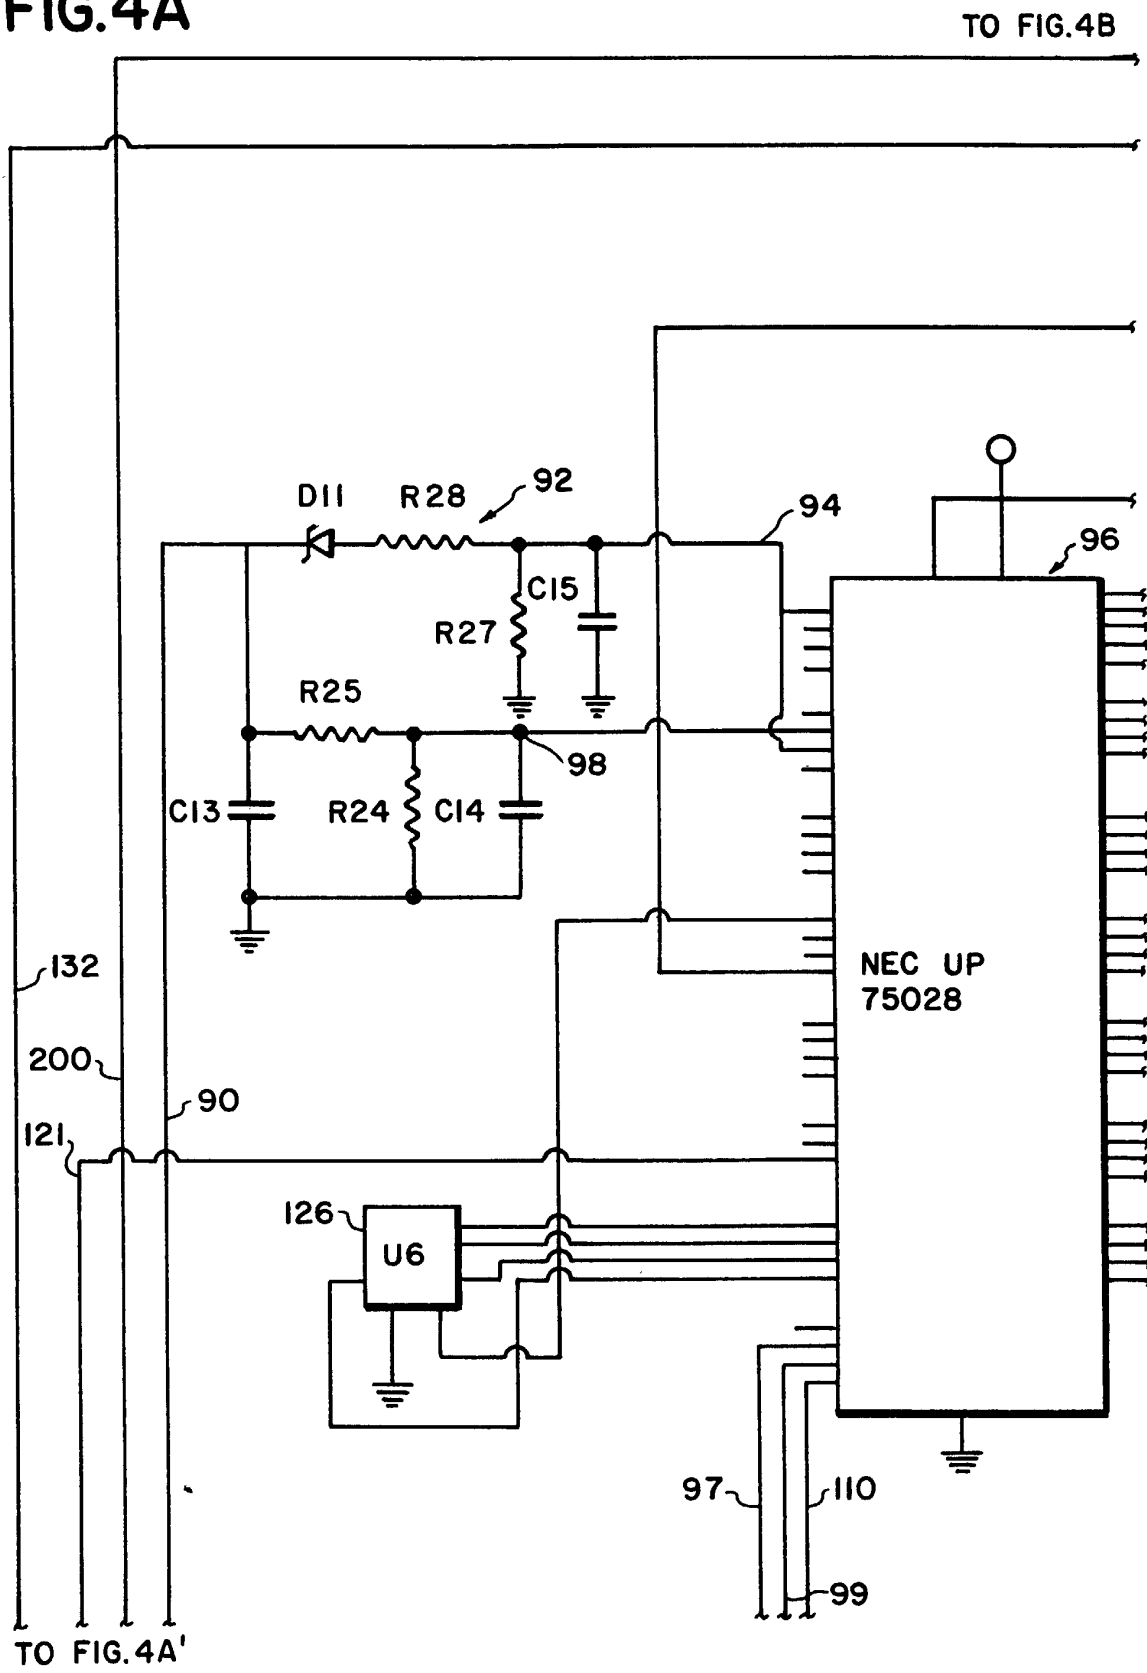 FIG.4A
TO FIG.4B
D11
R28
92
94
96
C15
R27
R25
98
C13
R24
C14
NEC UP
75028
132
200
90
121
126
U6
97
110
99
TO FIG.4A'